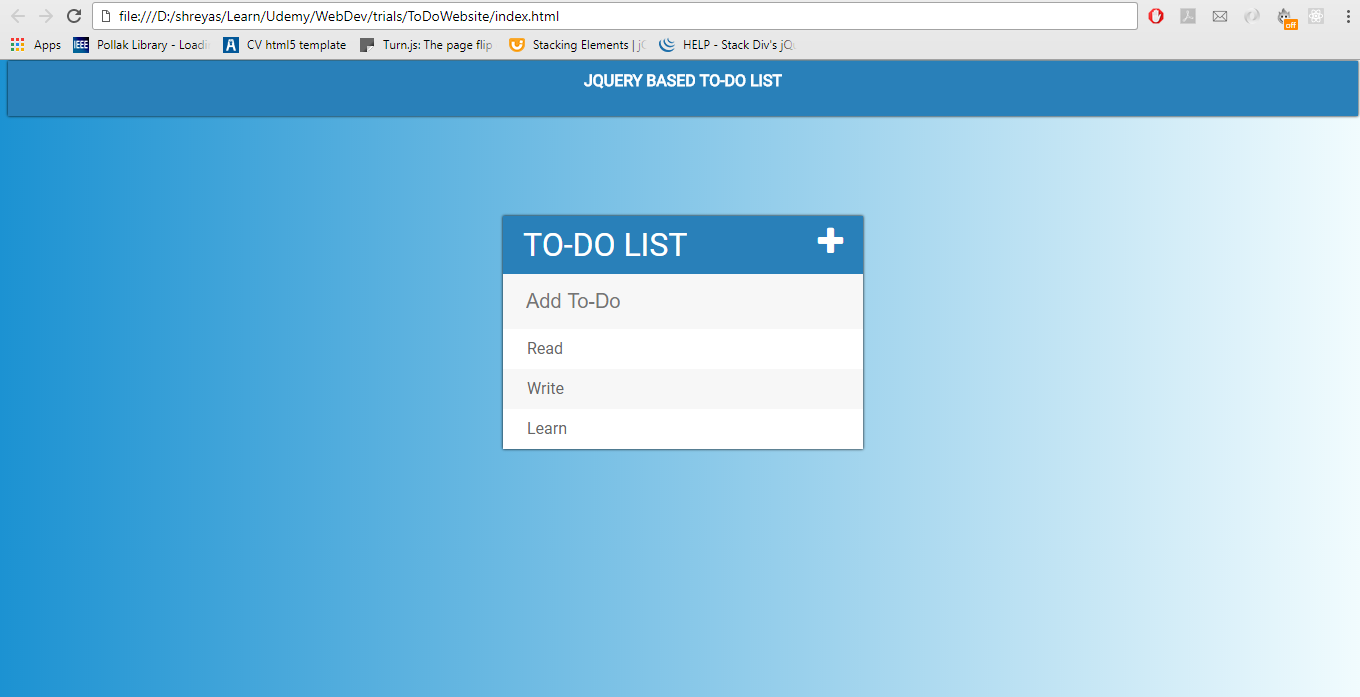 file:///D:/shreyas/Learn/Udemy/WebDev/trials/ToDoWebsite/index.html
off
Apps IEEE Pollak Library - Loadi A CV html5 template Turn.js: The page flip Stacking Elements | jQ HELP - Stack Div's jQ
JQUERY BASED TO-DO LIST
TO-DO LIST
Add To-Do
Read
Write
Learn